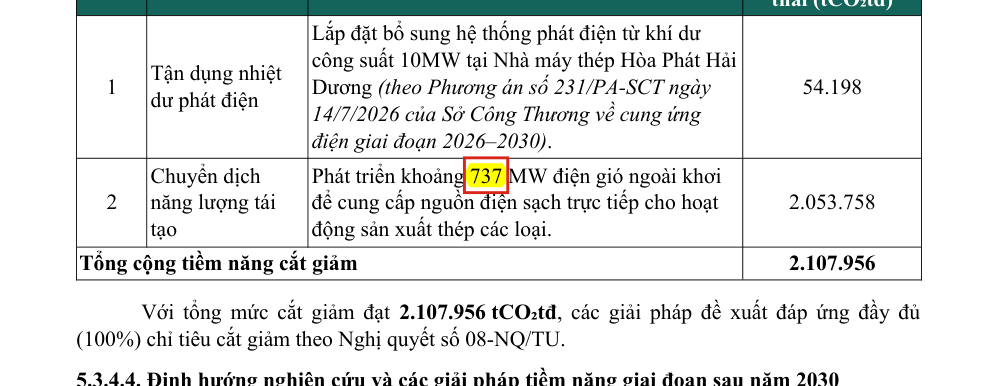 thải (tCO₂tđ)
1
Tận dụng nhiệt
dư phát điện
Lắp đặt bổ sung hệ thống phát điện từ khí dư
công suất 10MW tại Nhà máy thép Hòa Phát Hải
Dương (theo Phương án số 231/PA-SCT ngày
14/7/2026 của Sở Công Thương về cung ứng
điện giai đoạn 2026–2030).
54.198
2
Chuyển dịch
năng lượng tái
tạo
Phát triển khoảng 737 MW điện gió ngoài khơi
để cung cấp nguồn điện sạch trực tiếp cho hoạt
động sản xuất thép các loại.
2.053.758
Tổng cộng tiềm năng cắt giảm
2.107.956
Với tổng mức cắt giảm đạt 2.107.956 tCO₂tđ, các giải pháp đề xuất đáp ứng đầy đủ
(100%) chỉ tiêu cắt giảm theo Nghị quyết số 08-NQ/TU.
5.3.4.4. Định hướng nghiên cứu và các giải pháp tiềm năng giai đoạn sau năm 2030